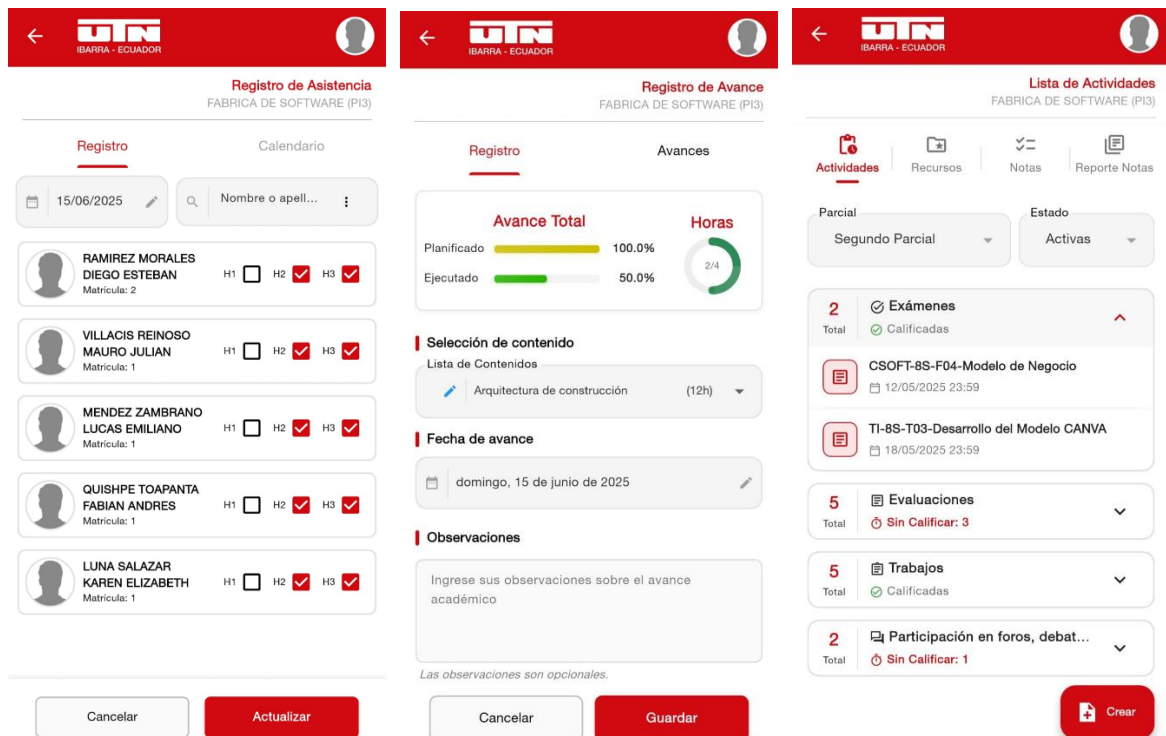 UTN
IBARRA - ECUADOR
Registro de Asistencia
FABRICA DE SOFTWARE (PI3)
Registro Calendario
15/06/2025 Nombre o apell...
RAMIREZ MORALES
DIEGO ESTEBAN
Matrícula: 2
H1 H2 H3
VILLACIS REINOSO
MAURO JULIAN
Matrícula: 1
H1 H2 H3
MENDEZ ZAMBRANO
LUCAS EMILIANO
Matrícula: 1
H1 H2 H3
QUISHPE TOAPANTA
FABIAN ANDRES
Matrícula: 1
H1 H2 H3
LUNA SALAZAR
KAREN ELIZABETH
Matrícula: 1
H1 H2 H3
Cancelar Actualizar
UTN
IBARRA - ECUADOR
Registro de Avance
FABRICA DE SOFTWARE (PI3)
Registro Avances
Avance Total Horas
Planificado 100.0%
Ejecutado 50.0%
2/4
Selección de contenido
Lista de Contenidos
Arquitectura de construcción (12h)
Fecha de avance
domingo, 15 de junio de 2025
Observaciones
Ingrese sus observaciones sobre el avance
académico
Las observaciones son opcionales.
Cancelar Guardar
UTN
IBARRA - ECUADOR
Lista de Actividades
FABRICA DE SOFTWARE (PI3)
Actividades Recursos Notas Reporte Notas
Parcial Estado
Segundo Parcial Activas
2 Exámenes
Total Calificadas
CSOFT-8S-F04-Modelo de Negocio
12/05/2025 23:59
TI-8S-T03-Desarrollo del Modelo CANVA
18/05/2025 23:59
5 Evaluaciones
Total Sin Calificar: 3
5 Trabajos
Total Calificadas
2 Participación en foros, debat...
Total Sin Calificar: 1
Crear